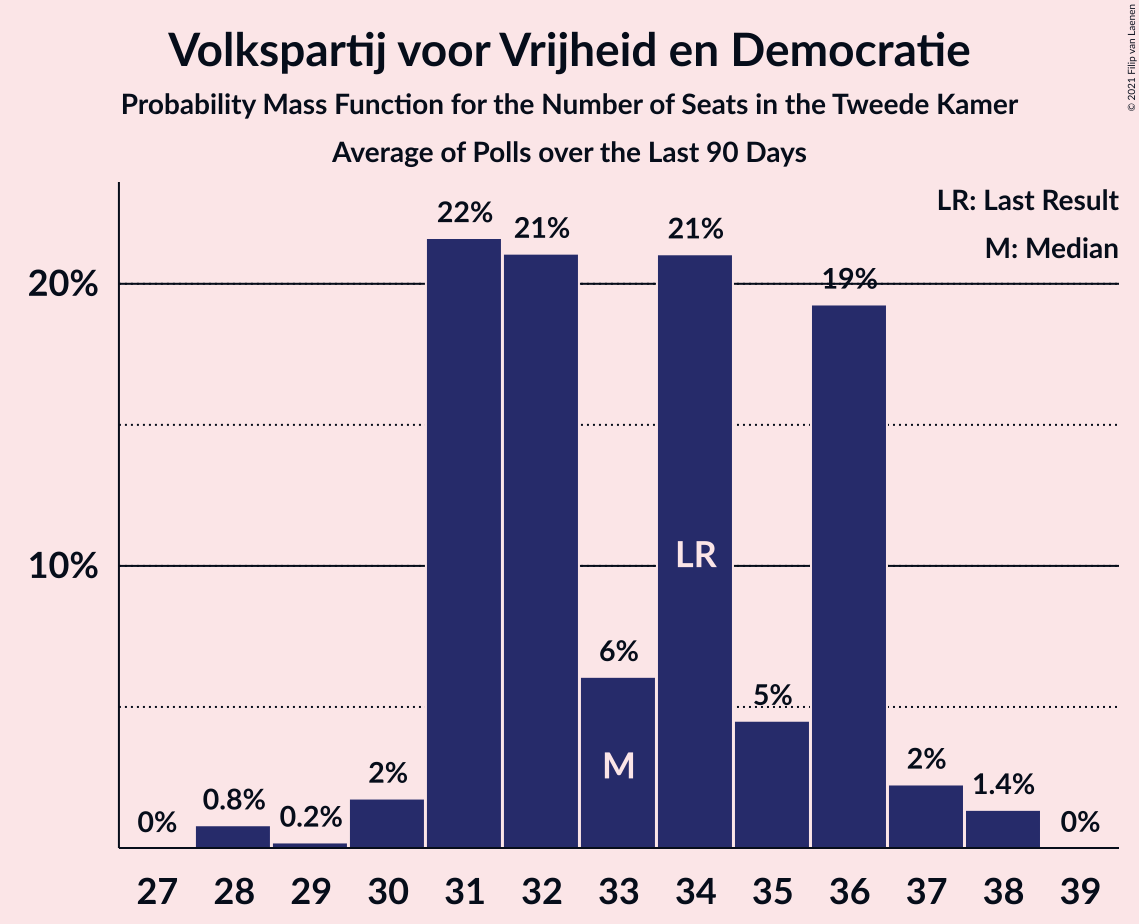 Volkspartij voor Vrijheid en Democratie
Probability Mass Function for the Number of Seats in the Tweede Kamer
Average of Polls over the Last 90 Days
© 2021 Filip van Laenen
LR: Last Result
M: Median
20%
10%
0%
0.8%
0.2%
2%
22%
21%
6%
21%
5%
19%
2%
1.4%
0%
LR
M
27 28 29 30 31 32 33 34 35 36 37 38 39